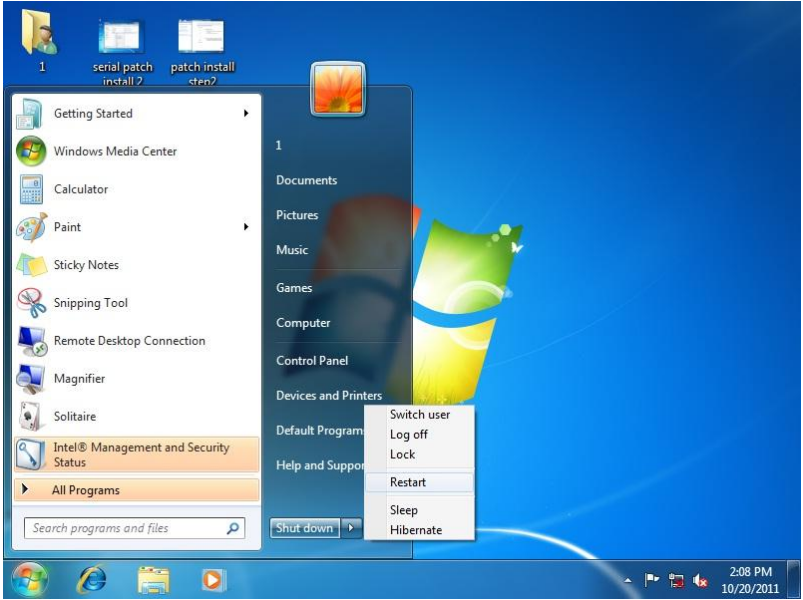 1
serial patch
install 2
patch install
step2
Getting Started
Windows Media Center
Calculator
Paint
Sticky Notes
Snipping Tool
Remote Desktop Connection
Magnifier
Solitaire
Intel® Management and Security
Status
All Programs
Search programs and files
1
Documents
Pictures
Music
Games
Computer
Control Panel
Devices and Printers
Default Program
Help and Suppor
Shut down
Switch user
Log off
Lock
Restart
Sleep
Hibernate
2:08 PM
10/20/2011